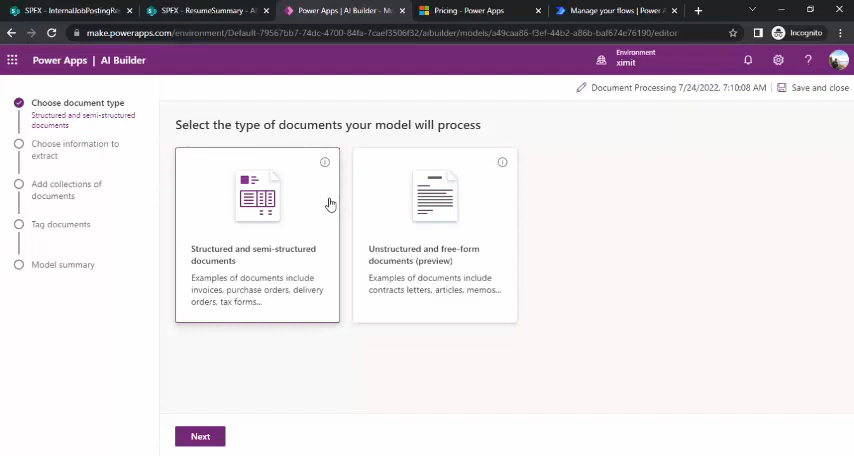 SPFX - InternalJobPostingRe
SPFX - ResumeSummary - Al
Power Apps | AI Builder - Mo
Pricing - Power Apps
Manage your flows | Power A
Incognito
make.powerapps.com/environment/Default-79567bb7-74dc-4700-84fa-7caef3506f32/aibuilder/models/a49caa86-f3ef-44b2-a86b-baf674e76190/editor
Power Apps | AI Builder
Environment
ximit
Document Processing 7/24/2022, 7:10:08 AM
Save and close
Choose document type
Structured and semi-structured
documents
Choose information to
extract
Add collections of
documents
Tag documents
Model summary
Select the type of documents your model will process
Structured and semi-structured
documents
Examples of documents include
invoices, purchase orders, delivery
orders, tax forms...
Unstructured and free-form
documents (preview)
Examples of documents include
contracts letters, articles, memos...
Next